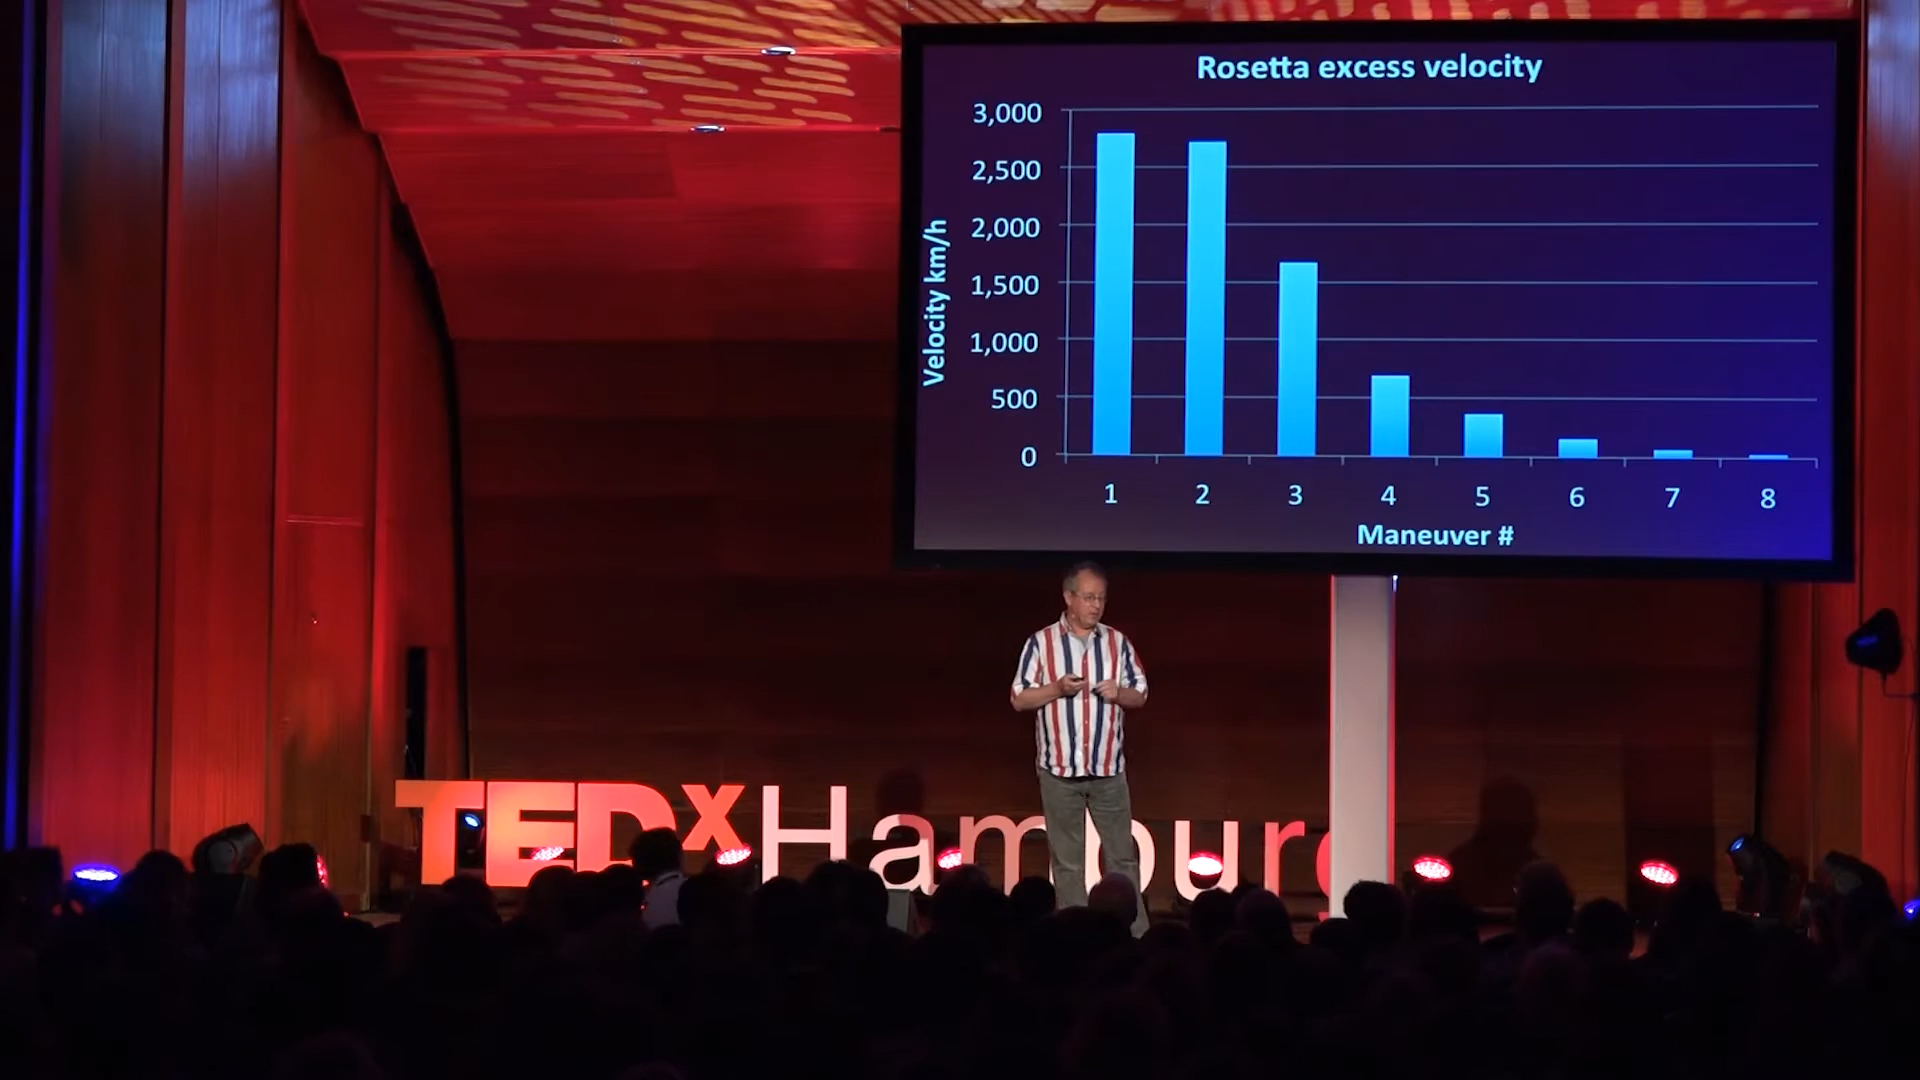 Rosetta excess velocity
3,000
2,500
2,000
1,500
1,000
500
0
Velocity km/h
1 2 3 4 5 6 7 8
Maneuver #
TEDxHamburg